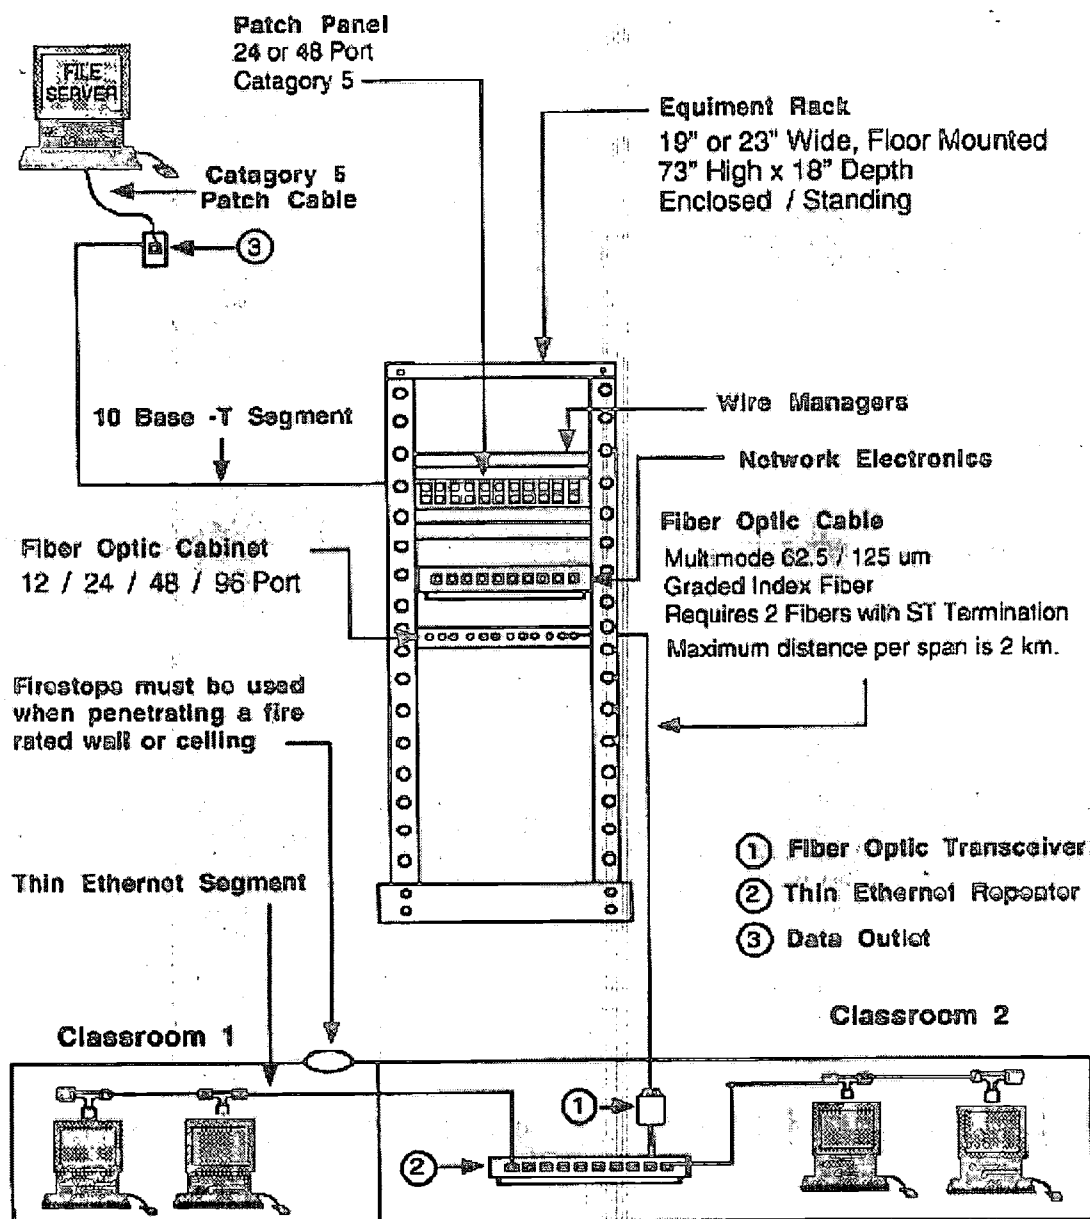 Patch Panel
24 or 48 Port
Catagory 5
FILE
SERVER
Equiment Rack
19" or 23" Wide, Floor Mounted
73" High x 18" Depth
Enclosed / Standing
Catagory 5
Patch Cable
3
10 Base -T Segment
Wire Managers
Network Electronics
Fiber Optic Cabinet
12 / 24 / 48 / 96 Port
Fiber Optic Cable
Multimode 62.5 / 125 um
Graded Index Fiber
Requires 2 Fibers with ST Termination
Maximum distance per span is 2 km.
Firestops must be used
when penetrating a fire
rated wall or ceiling
Thin Ethernet Segment
1 Fiber Optic Transceiver
2 Thin Ethernet Repeater
3 Data Outlet
Classroom 1
Classroom 2
1
2